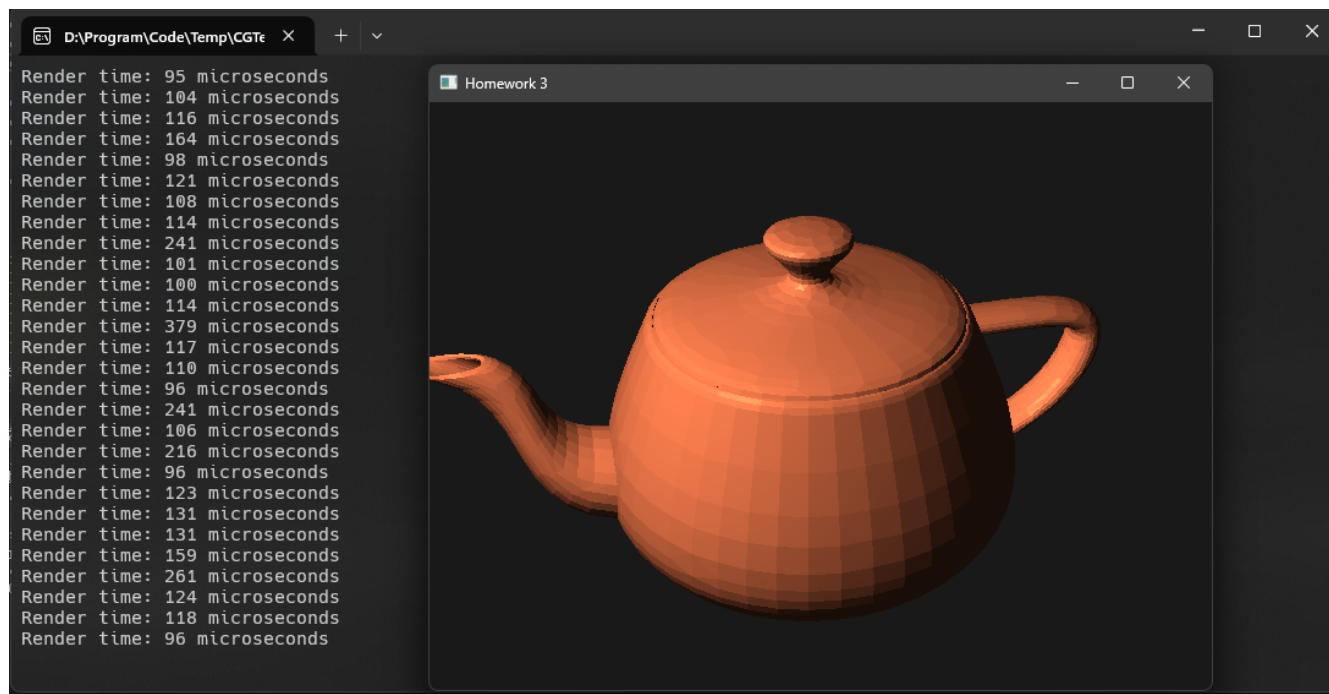 D:\Program\Code\Temp\CGTe
Render time: 95 microseconds
Render time: 104 microseconds
Render time: 116 microseconds
Render time: 164 microseconds
Render time: 98 microseconds
Render time: 121 microseconds
Render time: 108 microseconds
Render time: 114 microseconds
Render time: 241 microseconds
Render time: 101 microseconds
Render time: 100 microseconds
Render time: 114 microseconds
Render time: 379 microseconds
Render time: 117 microseconds
Render time: 110 microseconds
Render time: 96 microseconds
Render time: 241 microseconds
Render time: 106 microseconds
Render time: 216 microseconds
Render time: 96 microseconds
Render time: 123 microseconds
Render time: 131 microseconds
Render time: 131 microseconds
Render time: 159 microseconds
Render time: 261 microseconds
Render time: 124 microseconds
Render time: 118 microseconds
Render time: 96 microseconds
Homework 3